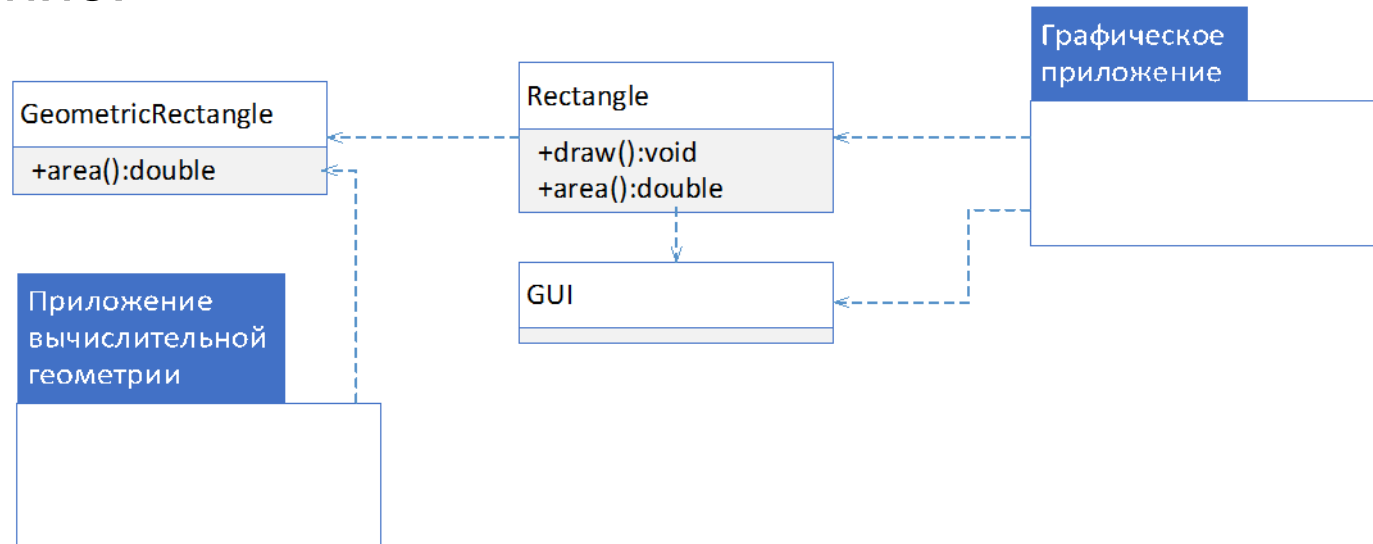 GeometricRectangle
+area():double
Rectangle
+draw():void
+area():double
Графическое
приложение
GUI
Приложение
вычислительной
геометрии